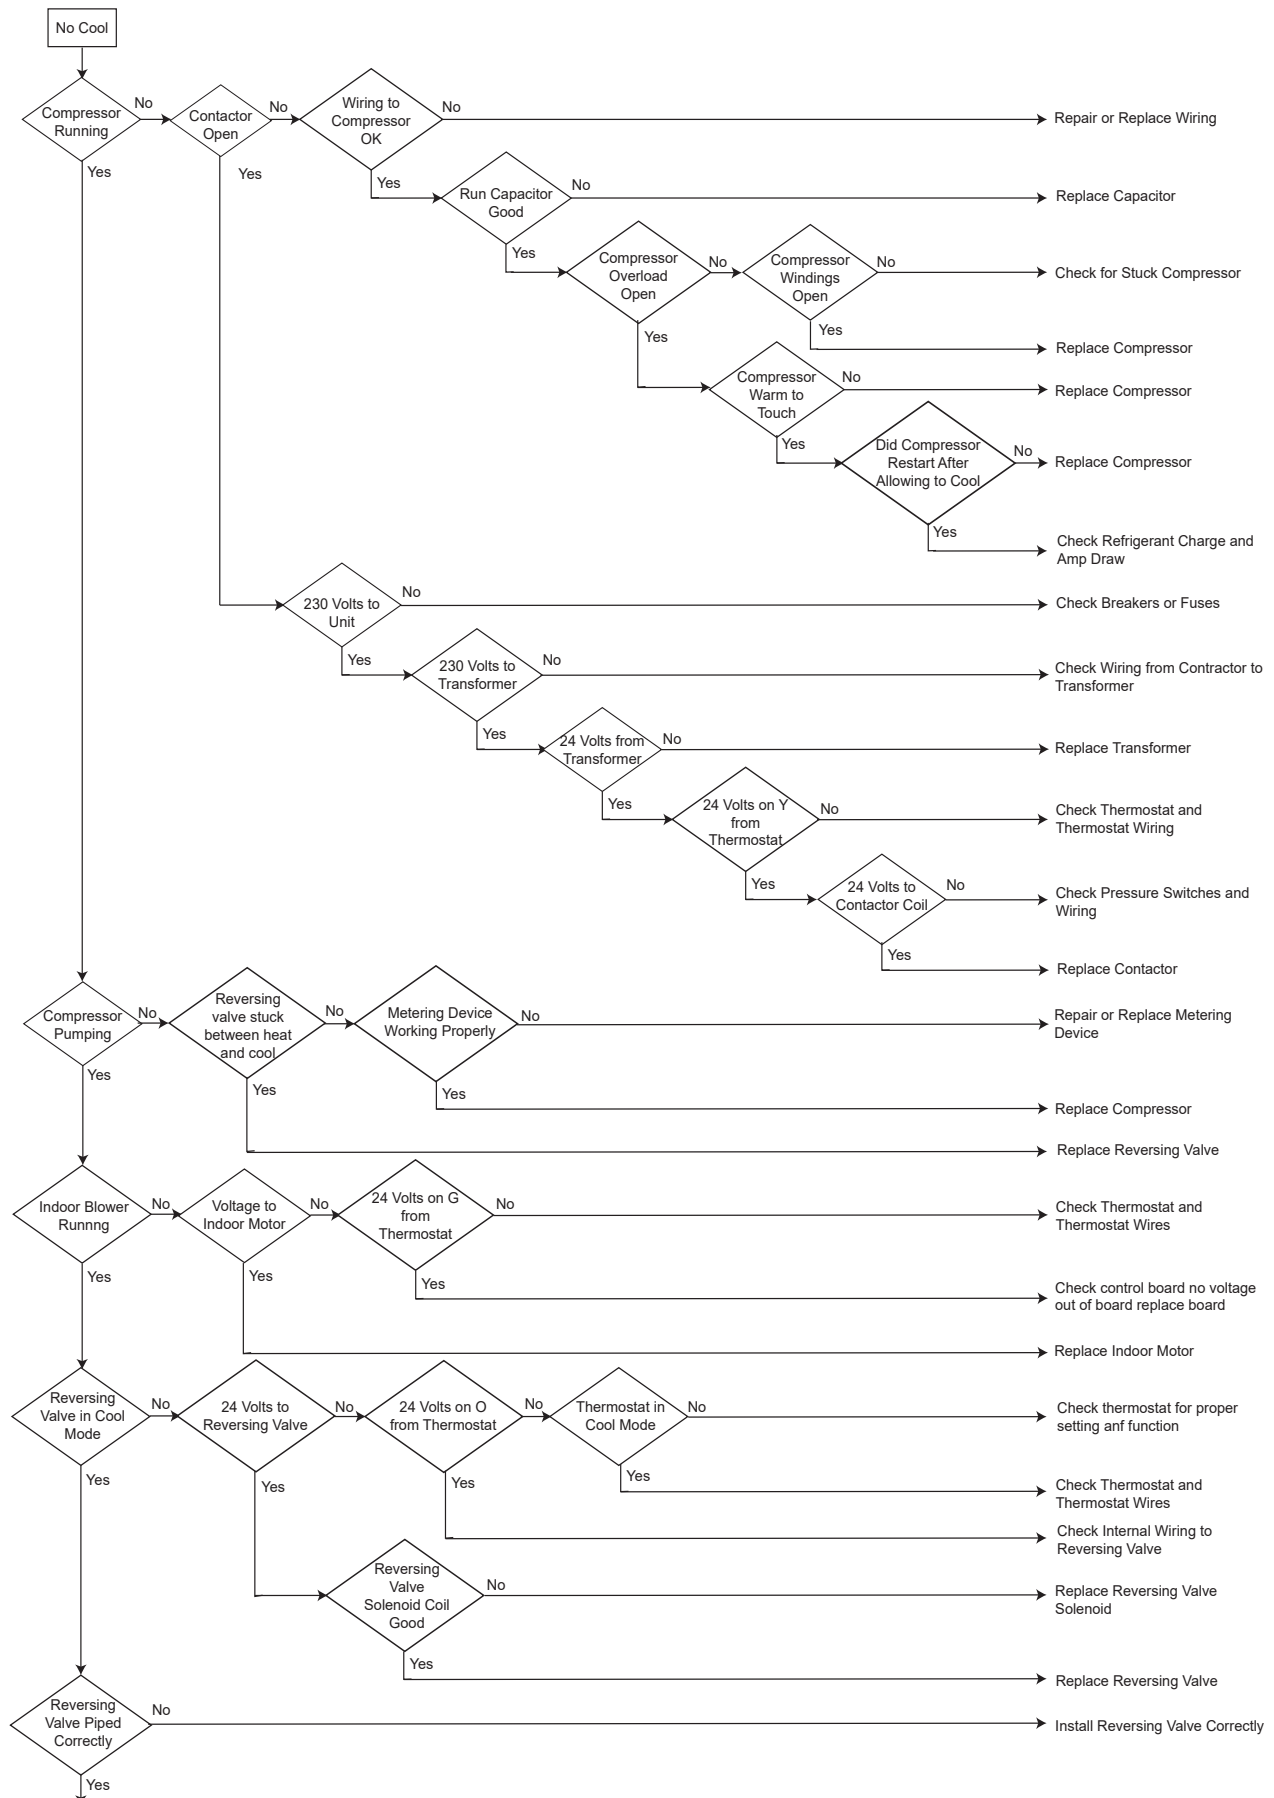 No Cool
Compressor
Running
No
Yes
Contactor
Open
No
Yes
Wiring to
Compressor
OK
No
Repair or Replace Wiring
Yes
Run Capacitor
Good
No
Replace Capacitor
Yes
Compressor
Overload
Open
No
Compressor
Windings
Open
No
Check for Stuck Compressor
Yes
Replace Compressor
Yes
Compressor
Warm to
Touch
No
Replace Compressor
Yes
Did Compressor
Restart After
Allowing to Cool
No
Replace Compressor
Yes
Check Refrigerant Charge and
Amp Draw
230 Volts to
Unit
No
Check Breakers or Fuses
Yes
230 Volts to
Transformer
No
Check Wiring from Contractor to
Transformer
Yes
24 Volts from
Transformer
No
Replace Transformer
Yes
24 Volts on Y
from
Thermostat
No
Check Thermostat and
Thermostat Wiring
Yes
24 Volts to
Contactor Coil
No
Check Pressure Switches and
Wiring
Yes
Replace Contactor
Compressor
Pumping
No
Yes
Reversing
valve stuck
between heat
and cool
No
Metering Device
Working Properly
No
Repair or Replace Metering
Device
Yes
Replace Compressor
Yes
Replace Reversing Valve
Indoor Blower
Runnng
No
Yes
Voltage to
Indoor Motor
No
24 Volts on G
from
Thermostat
No
Check Thermostat and
Thermostat Wires
Yes
Check control board no voltage
out of board replace board
Yes
Replace Indoor Motor
Reversing
Valve in Cool
Mode
No
Yes
24 Volts to
Reversing Valve
No
24 Volts on O
from Thermostat
No
Thermostat in
Cool Mode
No
Check thermostat for proper
setting anf function
Yes
Check Thermostat and
Thermostat Wires
Yes
Check Internal Wiring to
Reversing Valve
Yes
Reversing
Valve
Solenoid Coil
Good
No
Replace Reversing Valve
Solenoid
Yes
Replace Reversing Valve
Reversing
Valve Piped
Correctly
No
Install Reversing Valve Correctly
Yes